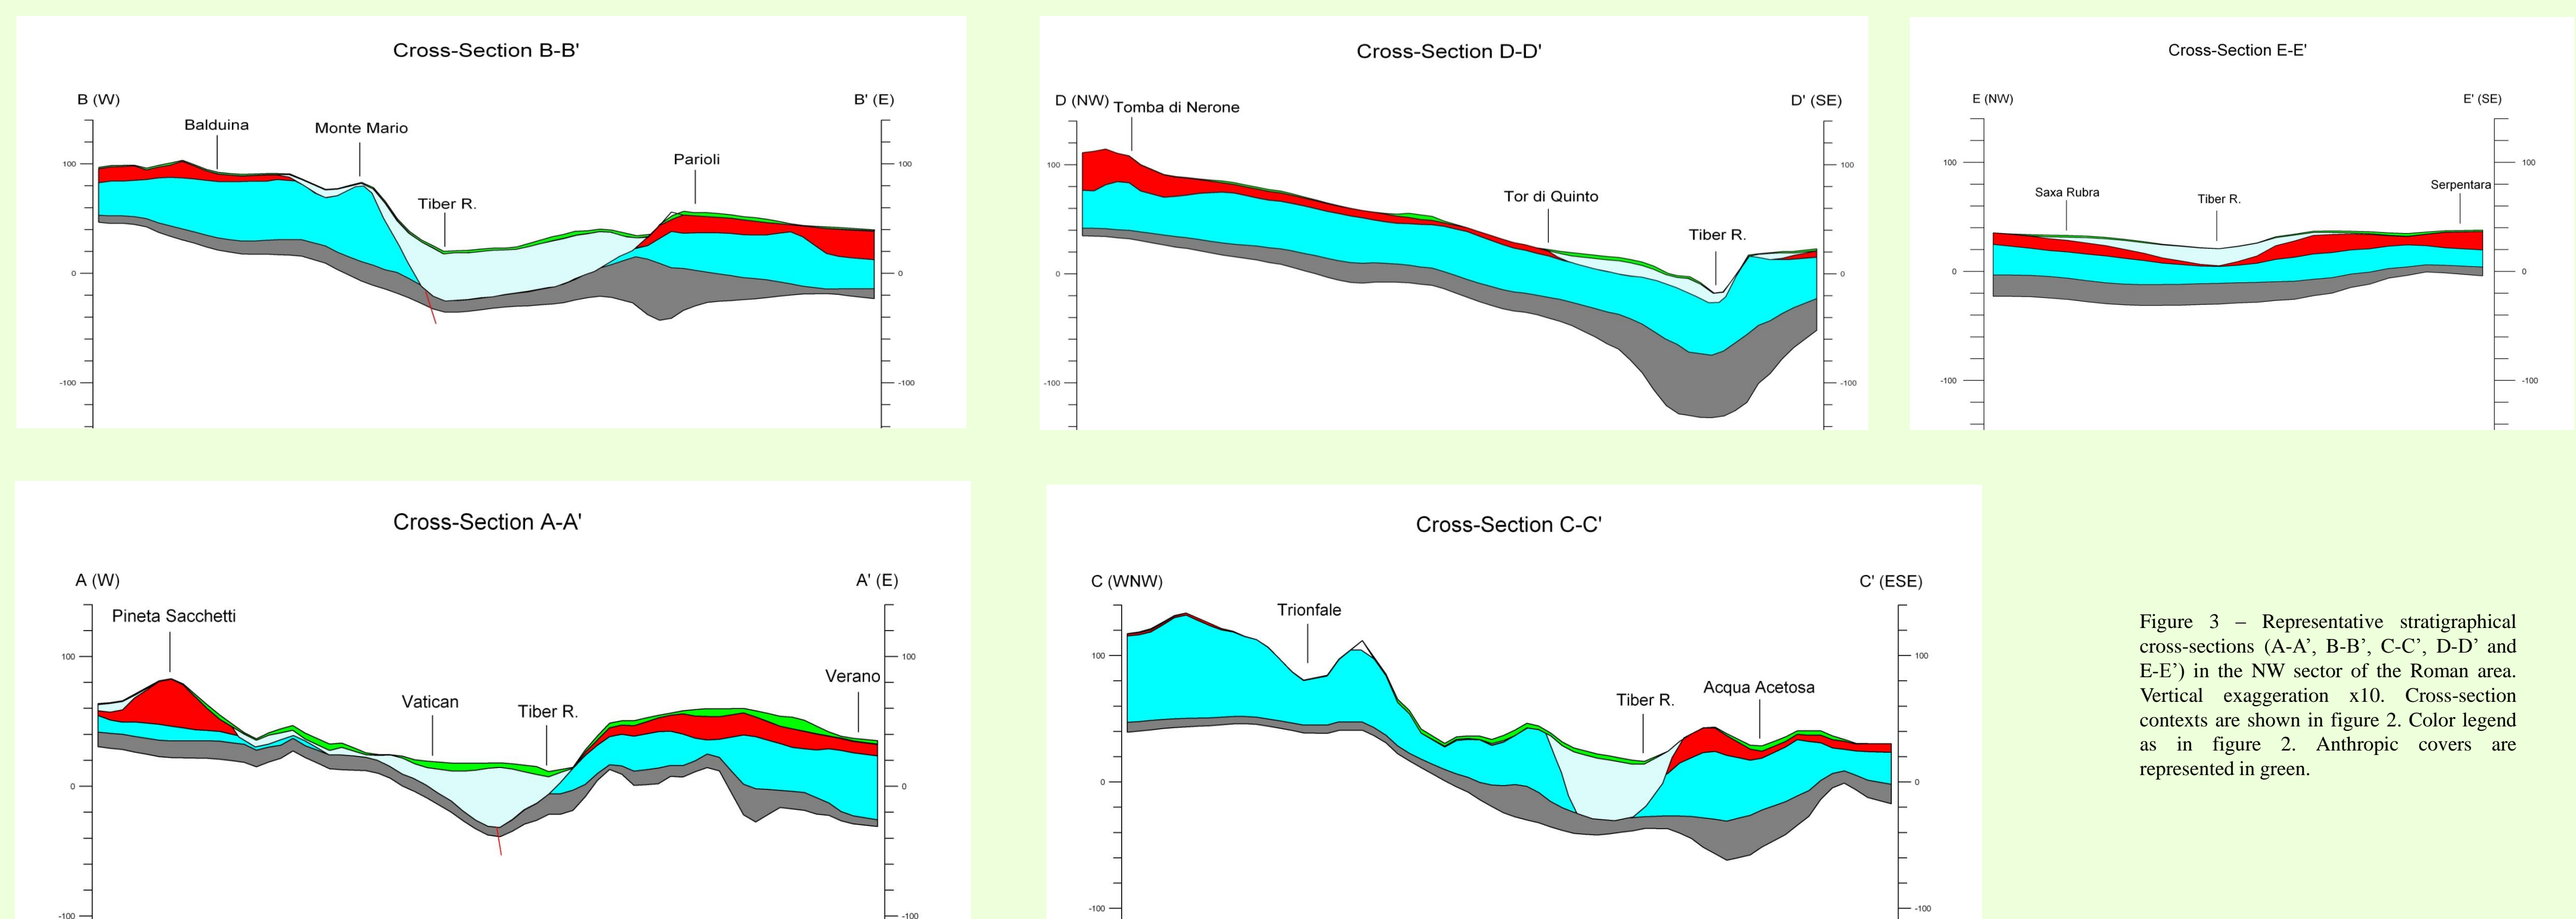 Cross-Section B-B'
B (W)
B' (E)
Balduina
Monte Mario
Tiber R.
Parioli
100
100
0
0
-100
-100
Cross-Section D-D'
D (NW)
Tomba di Nerone
D' (SE)
Tor di Quinto
Tiber R.
100
100
0
0
-100
-100
Cross-Section E-E'
E (NW)
E' (SE)
Saxa Rubra
Tiber R.
Serpentara
100
100
0
0
-100
-100
Cross-Section A-A'
A (W)
A' (E)
Pineta Sacchetti
Vatican
Tiber R.
Verano
100
100
0
0
-100
-100
Cross-Section C-C'
C (WNW)
C' (ESE)
Trionfale
Tiber R.
Acqua Acetosa
100
100
0
0
-100
-100
Figure 3 – Representative stratigraphical
cross-sections (A-A’, B-B’, C-C’, D-D’ and
E-E’) in the NW sector of the Roman area.
Vertical exaggeration x10. Cross-section
contexts are shown in figure 2. Color legend
as in figure 2. Anthropic covers are
represented in green.